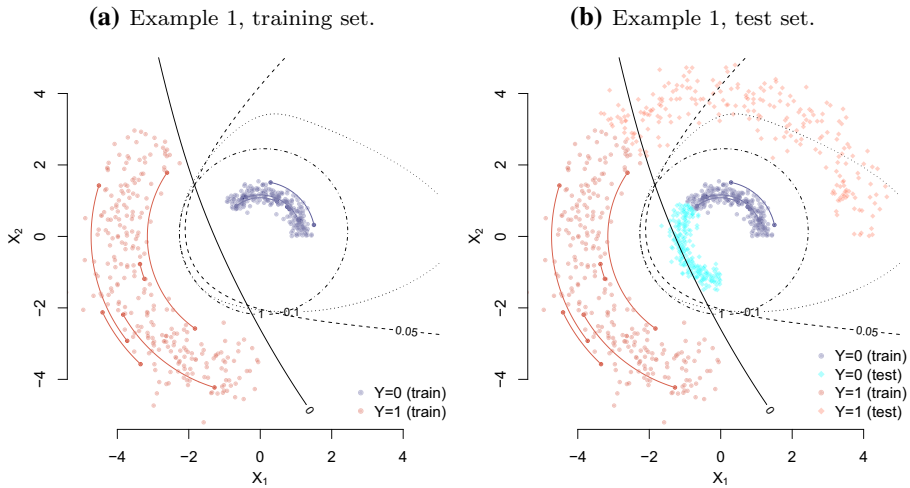 (a) Example 1, training set.
(b) Example 1, test set.
X₂
4
2
0
−2
−4
−4 −2 0 2 4
X₁
0
0.05
0.1
1
Y=0 (train)
Y=1 (train)
X₂
4
2
0
−2
−4
−4 −2 0 2 4
X₁
0
0.05
0.1
1
Y=0 (train)
Y=0 (test)
Y=1 (train)
Y=1 (test)